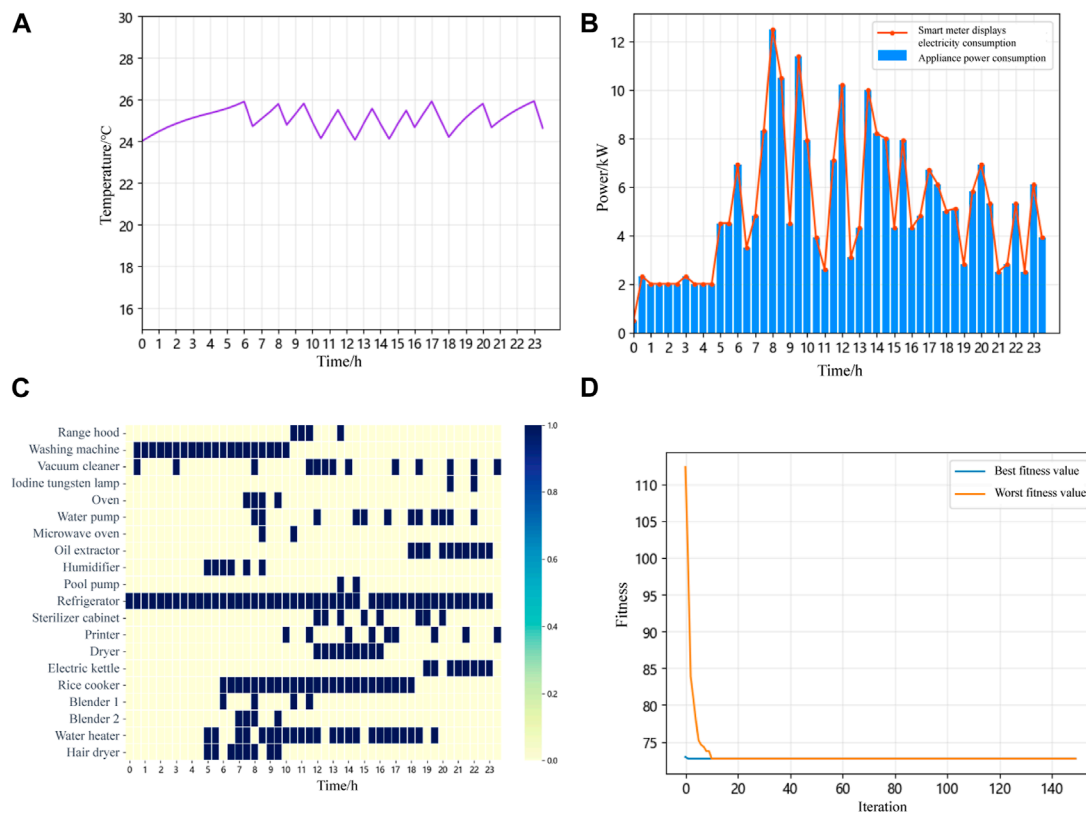 A
30
28
26
24
22
20
18
16
Temperature/°C
0 1 2 3 4 5 6 7 8 9 10 11 12 13 14 15 16 17 18 19 20 21 22 23
Time/h
B
12
10
8
6
4
2
0
Power/kW
Smart meter displays
electricity consumption
Appliance power consumption
0 1 2 3 4 5 6 7 8 9 10 11 12 13 14 15 16 17 18 19 20 21 22 23
Time/h
C
Range hood
Washing machine
Vacuum cleaner
Iodine tungsten lamp
Oven
Water pump
Microwave oven
Oil extractor
Humidifier
Pool pump
Refrigerator
Sterilizer cabinet
Printer
Dryer
Electric kettle
Rice cooker
Blender 1
Blender 2
Water heater
Hair dryer
0 1 2 3 4 5 6 7 8 9 10 11 12 13 14 15 16 17 18 19 20 21 22 23
Time/h
1.0
0.8
0.6
0.4
0.2
0.0
D
110
105
100
95
90
85
80
75
Fitness
Best fitness value
Worst fitness value
0 20 40 60 80 100 120 140
Iteration